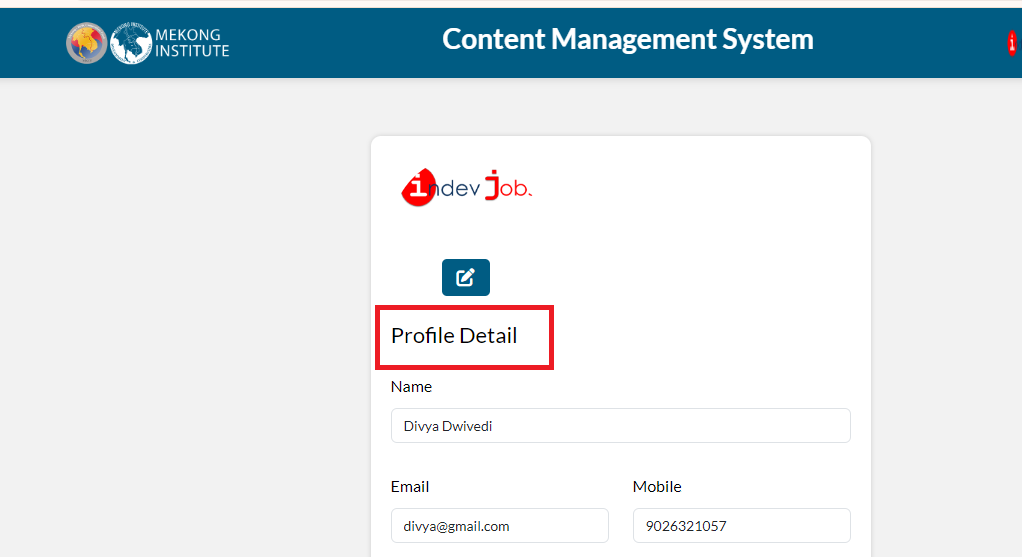 MEKONG
INSTITUTE
Content Management System
indev job.
Profile Detail
Name
Divya Dwivedi
Email
Mobile
divya@gmail.com
9026321057